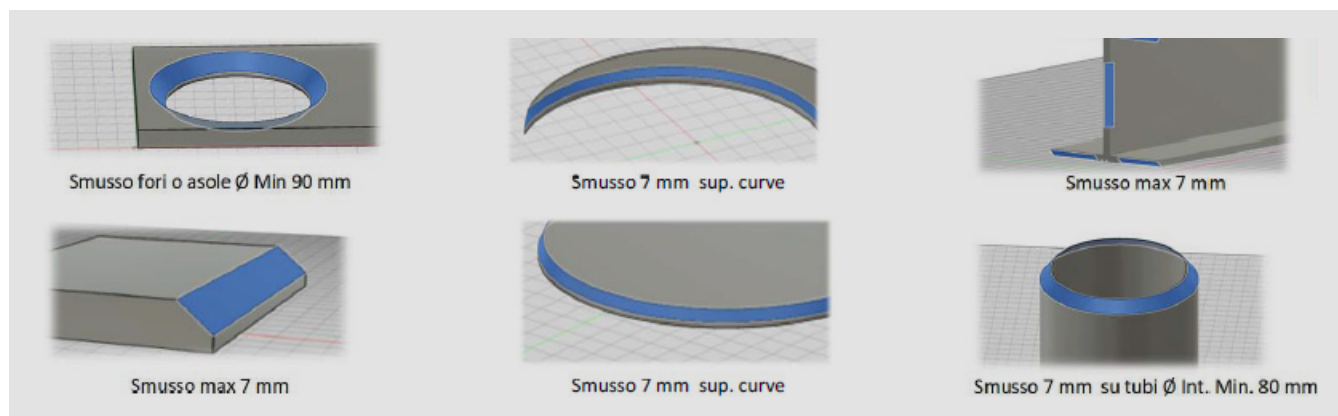 Smusso fori o asole Ø Min 90 mm
Smusso 7 mm sup. curve
Smusso max 7 mm
Smusso max 7 mm
Smusso 7 mm sup. curve
Smusso 7 mm su tubi Ø Int. Min. 80 mm